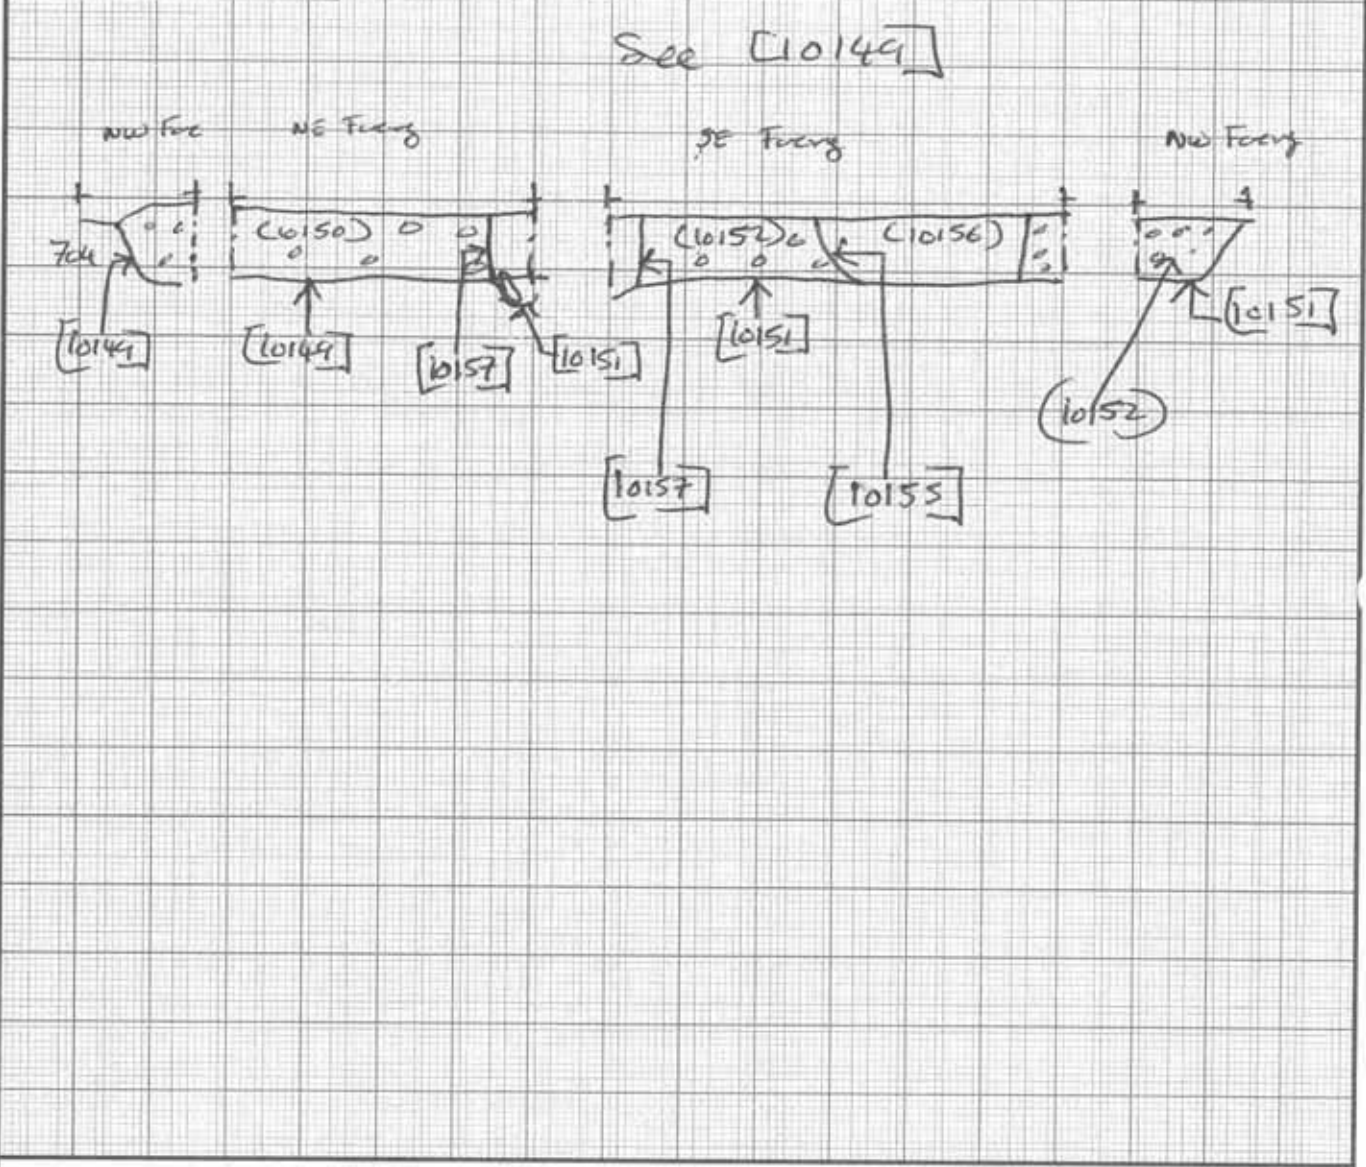 See [10149]
NW Fac NE Facing SE Facing NW Facing
(10150) (10152) (10156)
[10149] [10149] [10157] [10151] [10151] [10151]
(10152)
[10157] [10155]